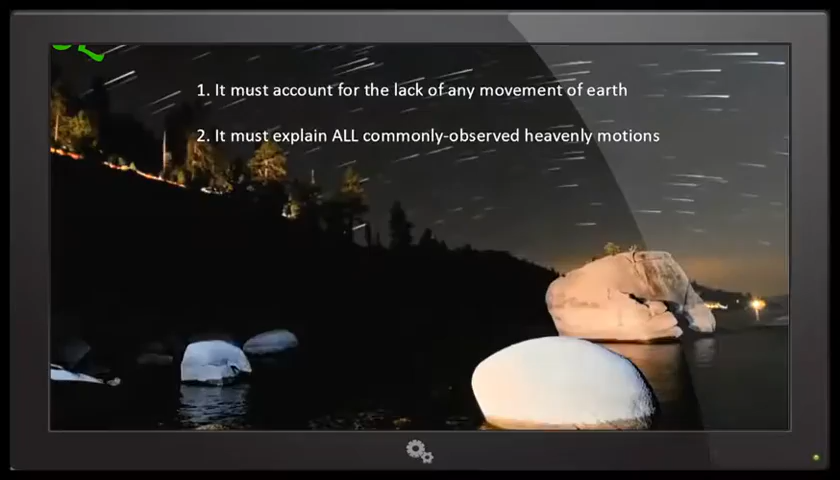 1. It must account for the lack of any movement of earth
2. It must explain ALL commonly-observed heavenly motions